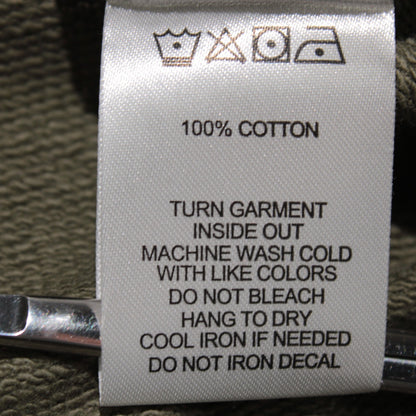 100% COTTON
TURN GARMENT
INSIDE OUT
MACHINE WASH COLD
WITH LIKE COLORS
DO NOT BLEACH
HANG TO DRY
COOL IRON IF NEEDED
DO NOT IRON DECAL